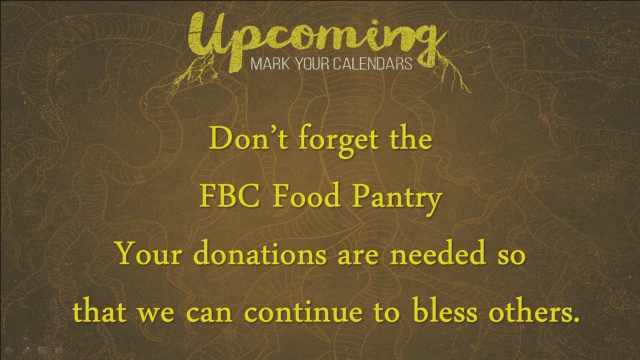 Upcoming
MARK YOUR CALENDARS
Don't forget the
FBC Food Pantry
Your donations are needed so
that we can continue to bless others.